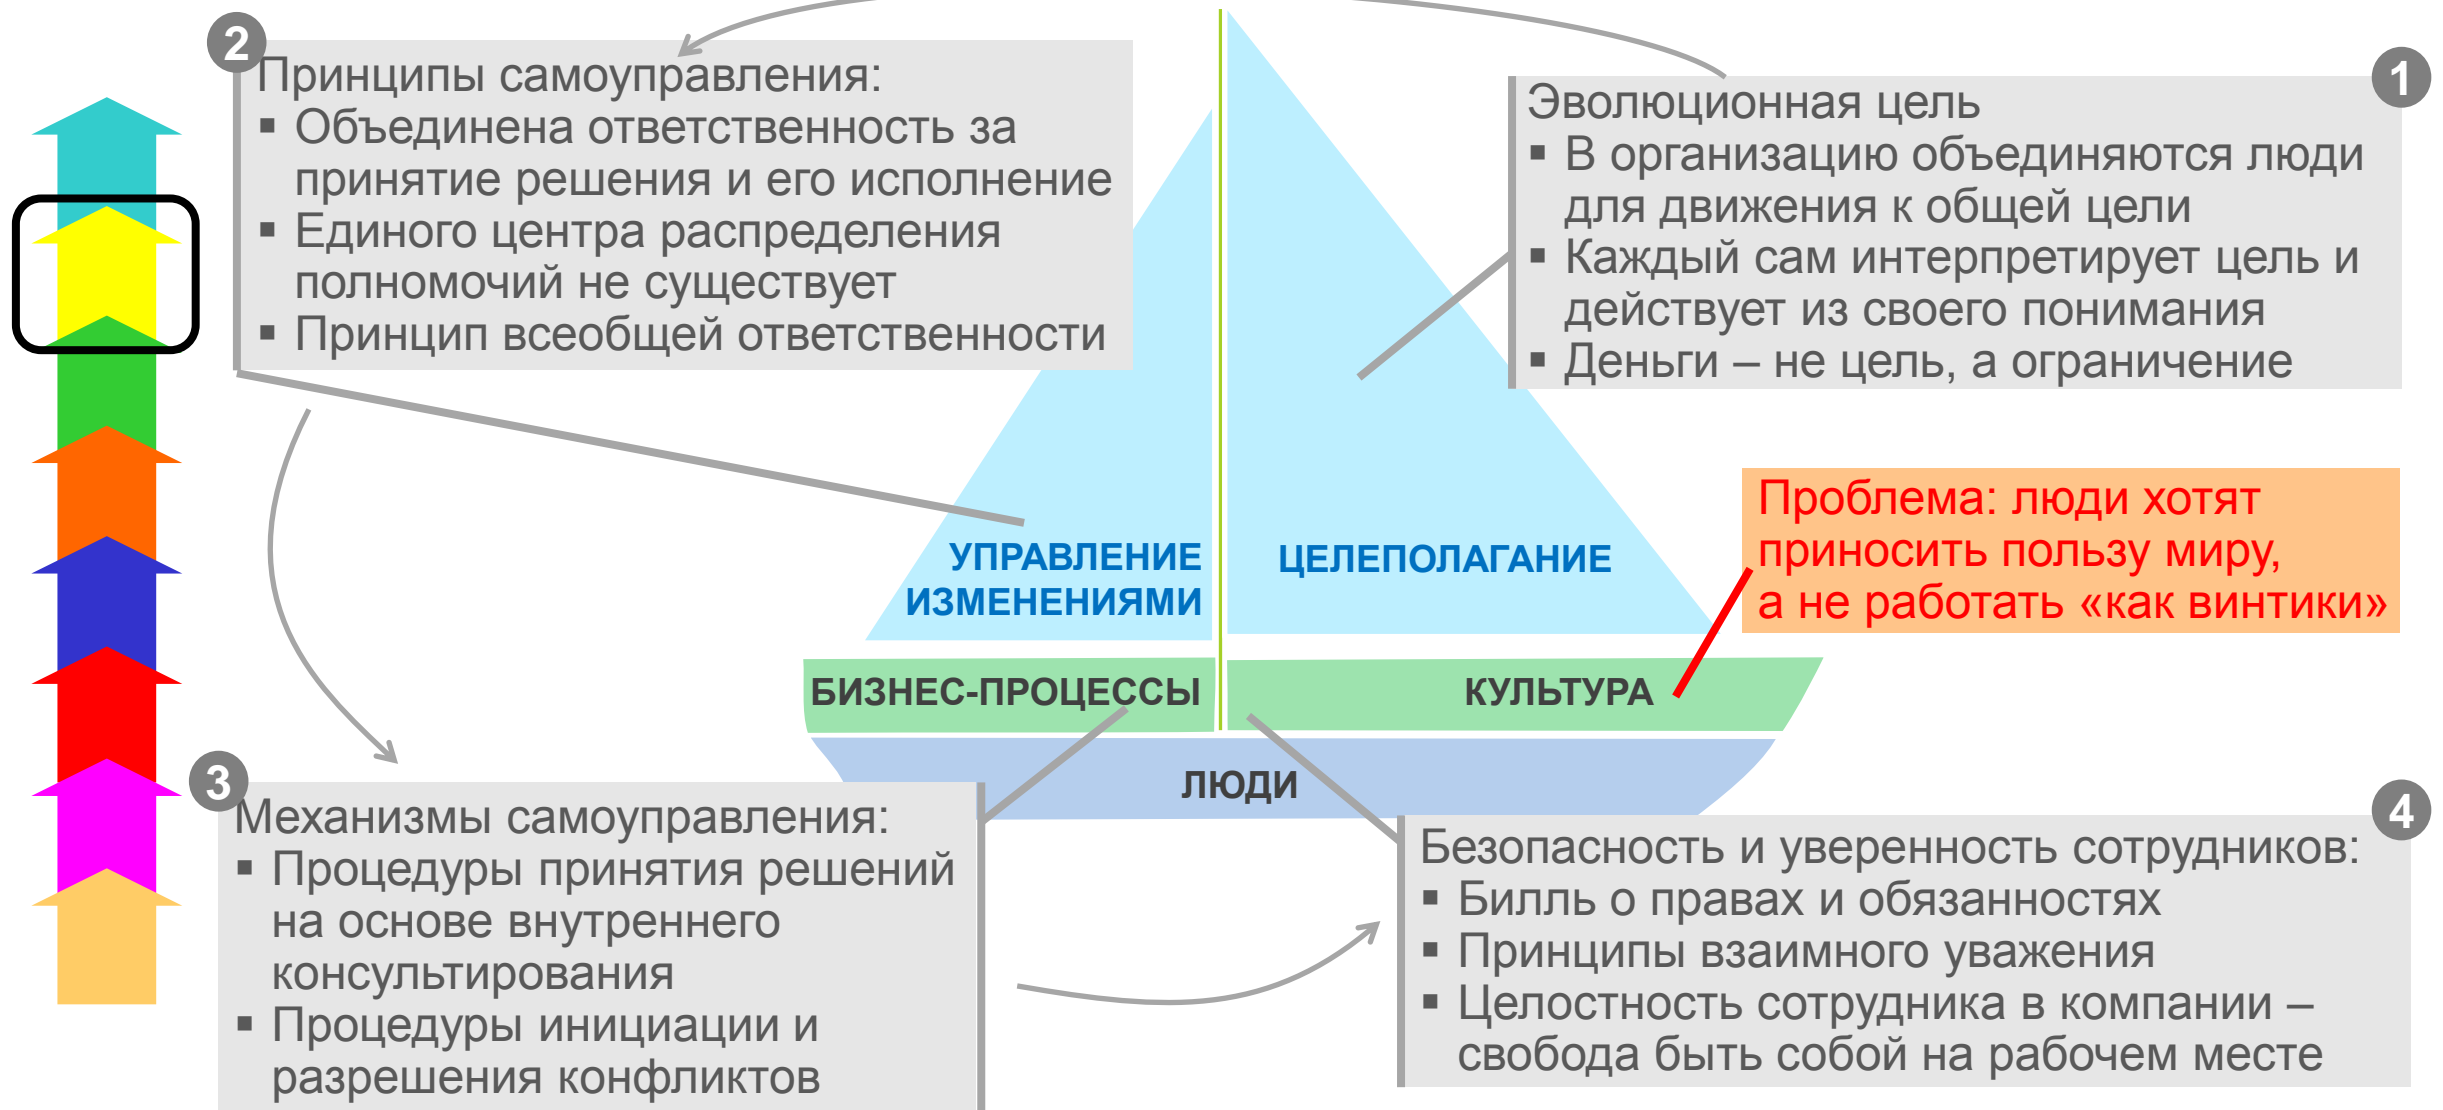 1
Эволюционная цель
▪ В организацию объединяются люди
для движения к общей цели
▪ Каждый сам интерпретирует цель и
действует из своего понимания
▪ Деньги – не цель, а ограничение
2
Принципы самоуправления:
▪ Объединена ответственность за
принятие решения и его исполнение
▪ Единого центра распределения
полномочий не существует
▪ Принцип всеобщей ответственности
УПРАВЛЕНИЕ
ИЗМЕНЕНИЯМИ
ЦЕЛЕПОЛАГАНИЕ
Проблема: люди хотят
приносить пользу миру,
а не работать «как винтики»
БИЗНЕС-ПРОЦЕССЫ
КУЛЬТУРА
ЛЮДИ
3
Механизмы самоуправления:
▪ Процедуры принятия решений
на основе внутреннего
консультирования
▪ Процедуры инициации и
разрешения конфликтов
4
Безопасность и уверенность сотрудников:
▪ Билль о правах и обязанностях
▪ Принципы взаимного уважения
▪ Целостность сотрудника в компании –
свобода быть собой на рабочем месте